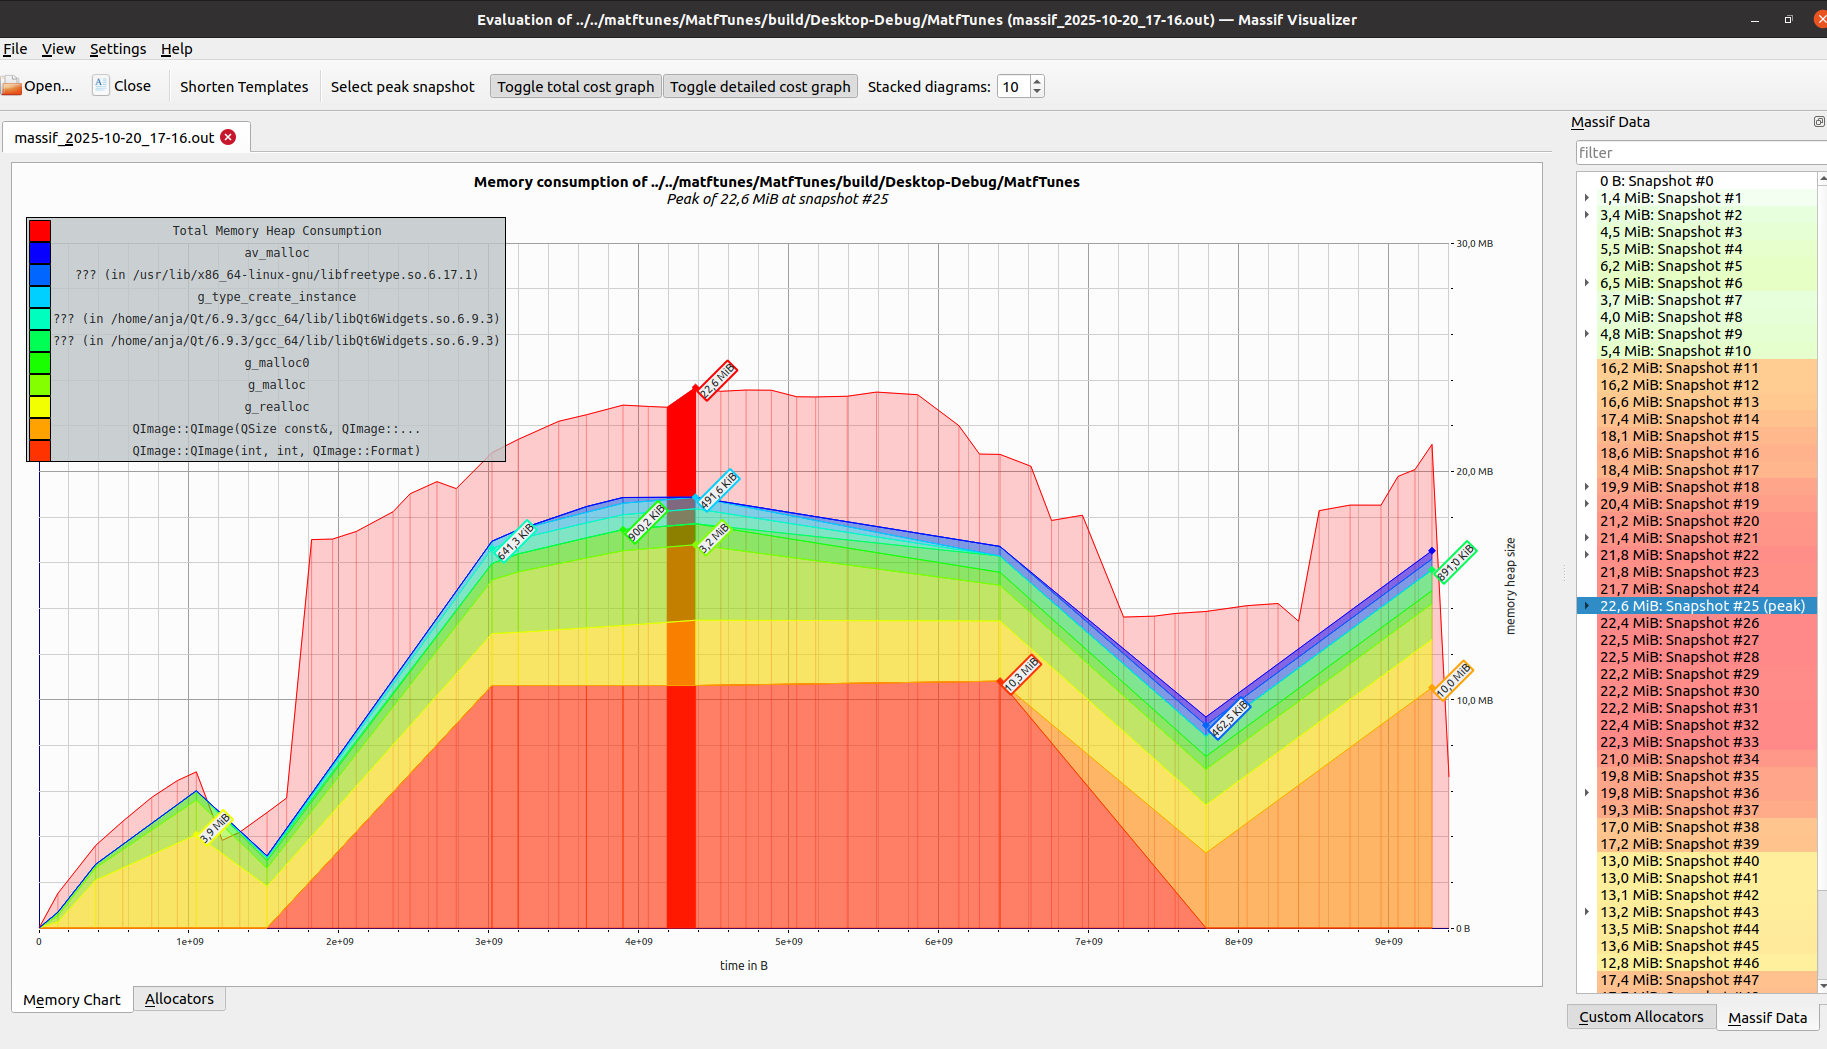 Evaluation of ../../matftunes/MatfTunes/build/Desktop-Debug/MatfTunes (massif_2025-10-20_17-16.out) — Massif Visualizer
File View Settings Help
Open... Close Shorten Templates Select peak snapshot Toggle total cost graph Toggle detailed cost graph Stacked diagrams: 10
massif_2025-10-20_17-16.out
Memory consumption of ../../matftunes/MatfTunes/build/Desktop-Debug/MatfTunes
Peak of 22,6 MiB at snapshot #25
Total Memory Heap Consumption
av_malloc
??? (in /usr/lib/x86_64-linux-gnu/libfreetype.so.6.17.1)
g_type_create_instance
??? (in /home/anja/Qt/6.9.3/gcc_64/lib/libQt6Widgets.so.6.9.3)
??? (in /home/anja/Qt/6.9.3/gcc_64/lib/libQt6Widgets.so.6.9.3)
g_malloc0
g_malloc
g_realloc
QImage::QImage(QSize const&, QImage::...
QImage::QImage(int, int, QImage::Format)
30,0 MB
20,0 MB
10,0 MB
0 B
memory heap size
22,6 MiB
491,6 KiB
900,2 KiB
641,3 KiB
3,2 MiB
891,0 KiB
10,3 MiB
10,0 MiB
462,5 KiB
3,9 MiB
0 1e+09 2e+09 3e+09 4e+09 5e+09 6e+09 7e+09 8e+09 9e+09
time in B
Memory Chart Allocators
Massif Data
filter
0 B: Snapshot #0
1,4 MiB: Snapshot #1
3,4 MiB: Snapshot #2
4,5 MiB: Snapshot #3
5,5 MiB: Snapshot #4
6,2 MiB: Snapshot #5
6,5 MiB: Snapshot #6
3,7 MiB: Snapshot #7
4,0 MiB: Snapshot #8
4,8 MiB: Snapshot #9
5,4 MiB: Snapshot #10
16,2 MiB: Snapshot #11
16,2 MiB: Snapshot #12
16,6 MiB: Snapshot #13
17,4 MiB: Snapshot #14
18,1 MiB: Snapshot #15
18,6 MiB: Snapshot #16
18,4 MiB: Snapshot #17
19,9 MiB: Snapshot #18
20,4 MiB: Snapshot #19
21,2 MiB: Snapshot #20
21,4 MiB: Snapshot #21
21,8 MiB: Snapshot #22
21,8 MiB: Snapshot #23
21,7 MiB: Snapshot #24
22,6 MiB: Snapshot #25 (peak)
22,4 MiB: Snapshot #26
22,5 MiB: Snapshot #27
22,5 MiB: Snapshot #28
22,2 MiB: Snapshot #29
22,2 MiB: Snapshot #30
22,2 MiB: Snapshot #31
22,4 MiB: Snapshot #32
22,3 MiB: Snapshot #33
21,0 MiB: Snapshot #34
19,8 MiB: Snapshot #35
19,8 MiB: Snapshot #36
19,3 MiB: Snapshot #37
17,0 MiB: Snapshot #38
17,2 MiB: Snapshot #39
13,0 MiB: Snapshot #40
13,0 MiB: Snapshot #41
13,1 MiB: Snapshot #42
13,2 MiB: Snapshot #43
13,5 MiB: Snapshot #44
13,6 MiB: Snapshot #45
12,8 MiB: Snapshot #46
17,4 MiB: Snapshot #47
Custom Allocators Massif Data